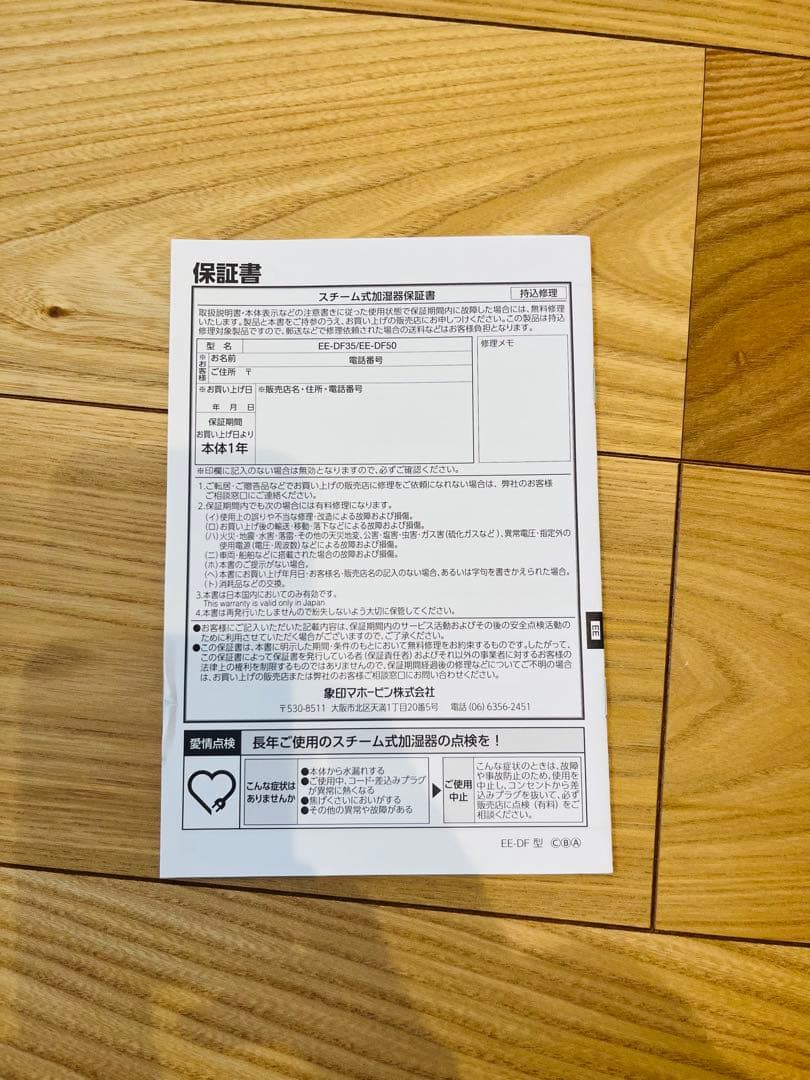 保証書
スチーム式加湿器保証書
持込修理
取扱説明書・本体表示などの注意書きに従った使用状態で保証期間内に故障した場合には、無料修理
いたします。製品と本書をご持参のうえ、お買い上げの販売店にお申しつけください。この製品は持込
修理対象製品ですので、郵送などで修理依頼された場合の送料などはお客様負担となります。
型 名 EE-DF35/EE-DF50
修理メモ
※お客様
お名前 電話番号
ご住所 〒
※お買い上げ日 ※販売店名・住所・電話番号
年 月 日
保証期間
お買い上げ日より
本体1年
※印欄に記入のない場合は無効となりますので、必ずご確認ください。
1.ご転居・ご贈答品などでお買い上げの販売店に修理をご依頼になれない場合は、弊社のお客様
ご相談窓口にご連絡ください。
2.保証期間内でも次の場合には有料修理になります。
(イ)使用上の誤りや不当な修理・改造による故障および損傷。
(ロ)お買い上げ後の輸送・移動・落下などによる故障および損傷。
(ハ)火災・地震・水害・落雷・その他の天災地変、公害・塩害・虫害・ガス害(硫化ガスなど)、異常電圧・指定外の
使用電源(電圧・周波数)などによる故障および損傷。
(ニ)車両・船舶などに搭載された場合の故障および損傷。
(ホ)本書のご提示がない場合。
(ヘ)本書にお買い上げ年月日・お客様名・販売店名の記入のない場合、あるいは字句を書きかえられた場合。
(ト)消耗品などの交換。
3.本書は日本国内においてのみ有効です。
This warranty is valid only in Japan.
4.本書は再発行いたしませんので紛失しないよう大切に保管してください。
●お客様にご記入いただいた記載内容は、保証期間内のサービス活動およびその後の安全点検活動の
ために利用させていただく場合がございますので、ご了承ください。
●この保証書は、本書に明示した期間・条件のもとにおいて無料修理をお約束するものです。したがって、
この保証書によって保証書を発行している者(保証責任者)およびそれ以外の事業者に対するお客様の
法律上の権利を制限するものではありませんので、保証期間経過後の修理などについてご不明の場合
は、お買い上げの販売店または弊社のお客様ご相談窓口にお問い合わせください。
EE
象印マホービン株式会社
〒530-8511 大阪市北区天満1丁目20番5号 電話(06)6356-2451
愛情点検 長年ご使用のスチーム式加湿器の点検を!
こんな症状は
ありませんか
●本体から水漏れする
●ご使用中、コード・差込みプラグ
が異常に熱くなる
●焦げくさいにおいがする
●その他の異常や故障がある
ご使用
中止
こんな症状のときは、故障
や事故防止のため、使用を
中止し、コンセントから差
込みプラグを抜いて、必ず
販売店に点検(有料)をご
相談ください。
EE-DF 型 ⒸⒷⒶ